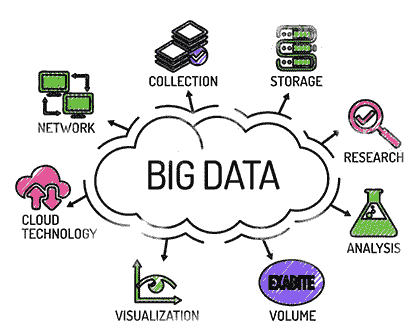 COLLECTION
STORAGE
NETWORK
RESEARCH
BIG DATA
CLOUD
TECHNOLOGY
ANALYSIS
EXABITE
VISUALIZATION
VOLUME